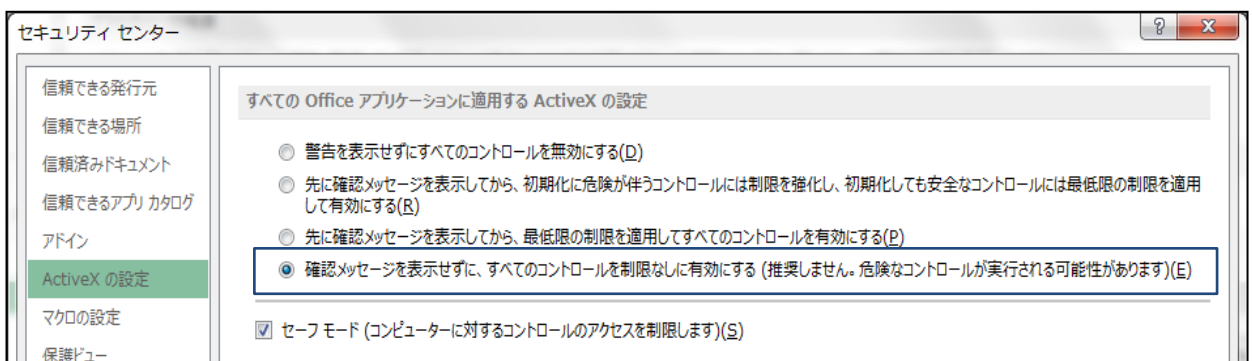 セキュリティ センター
信頼できる発行元
信頼できる場所
信頼済みドキュメント
信頼できるアプリ カタログ
アドイン
ActiveX の設定
マクロの設定
保護ビュー
すべての Office アプリケーションに適用する ActiveX の設定
警告を表示せずにすべてのコントロールを無効にする(D)
先に確認メッセージを表示してから、初期化に危険が伴うコントロールには制限を強化し、初期化しても安全なコントロールには最低限の制限を適用
して有効にする(R)
先に確認メッセージを表示してから、最低限の制限を適用してすべてのコントロールを有効にする(P)
確認メッセージを表示せずに、すべてのコントロールを制限なしに有効にする (推奨しません。危険なコントロールが実行される可能性があります)(E)
セーフ モード (コンピューターに対するコントロールのアクセスを制限します)(S)